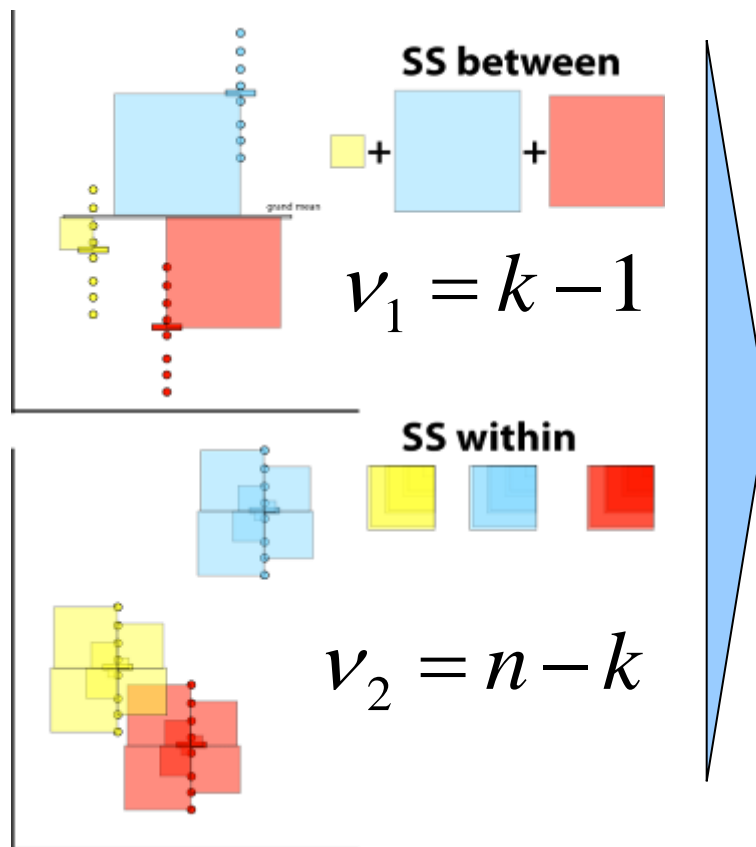 SS between
+ +
grand mean
ν₁ = k − 1
SS within
ν₂ = n − k